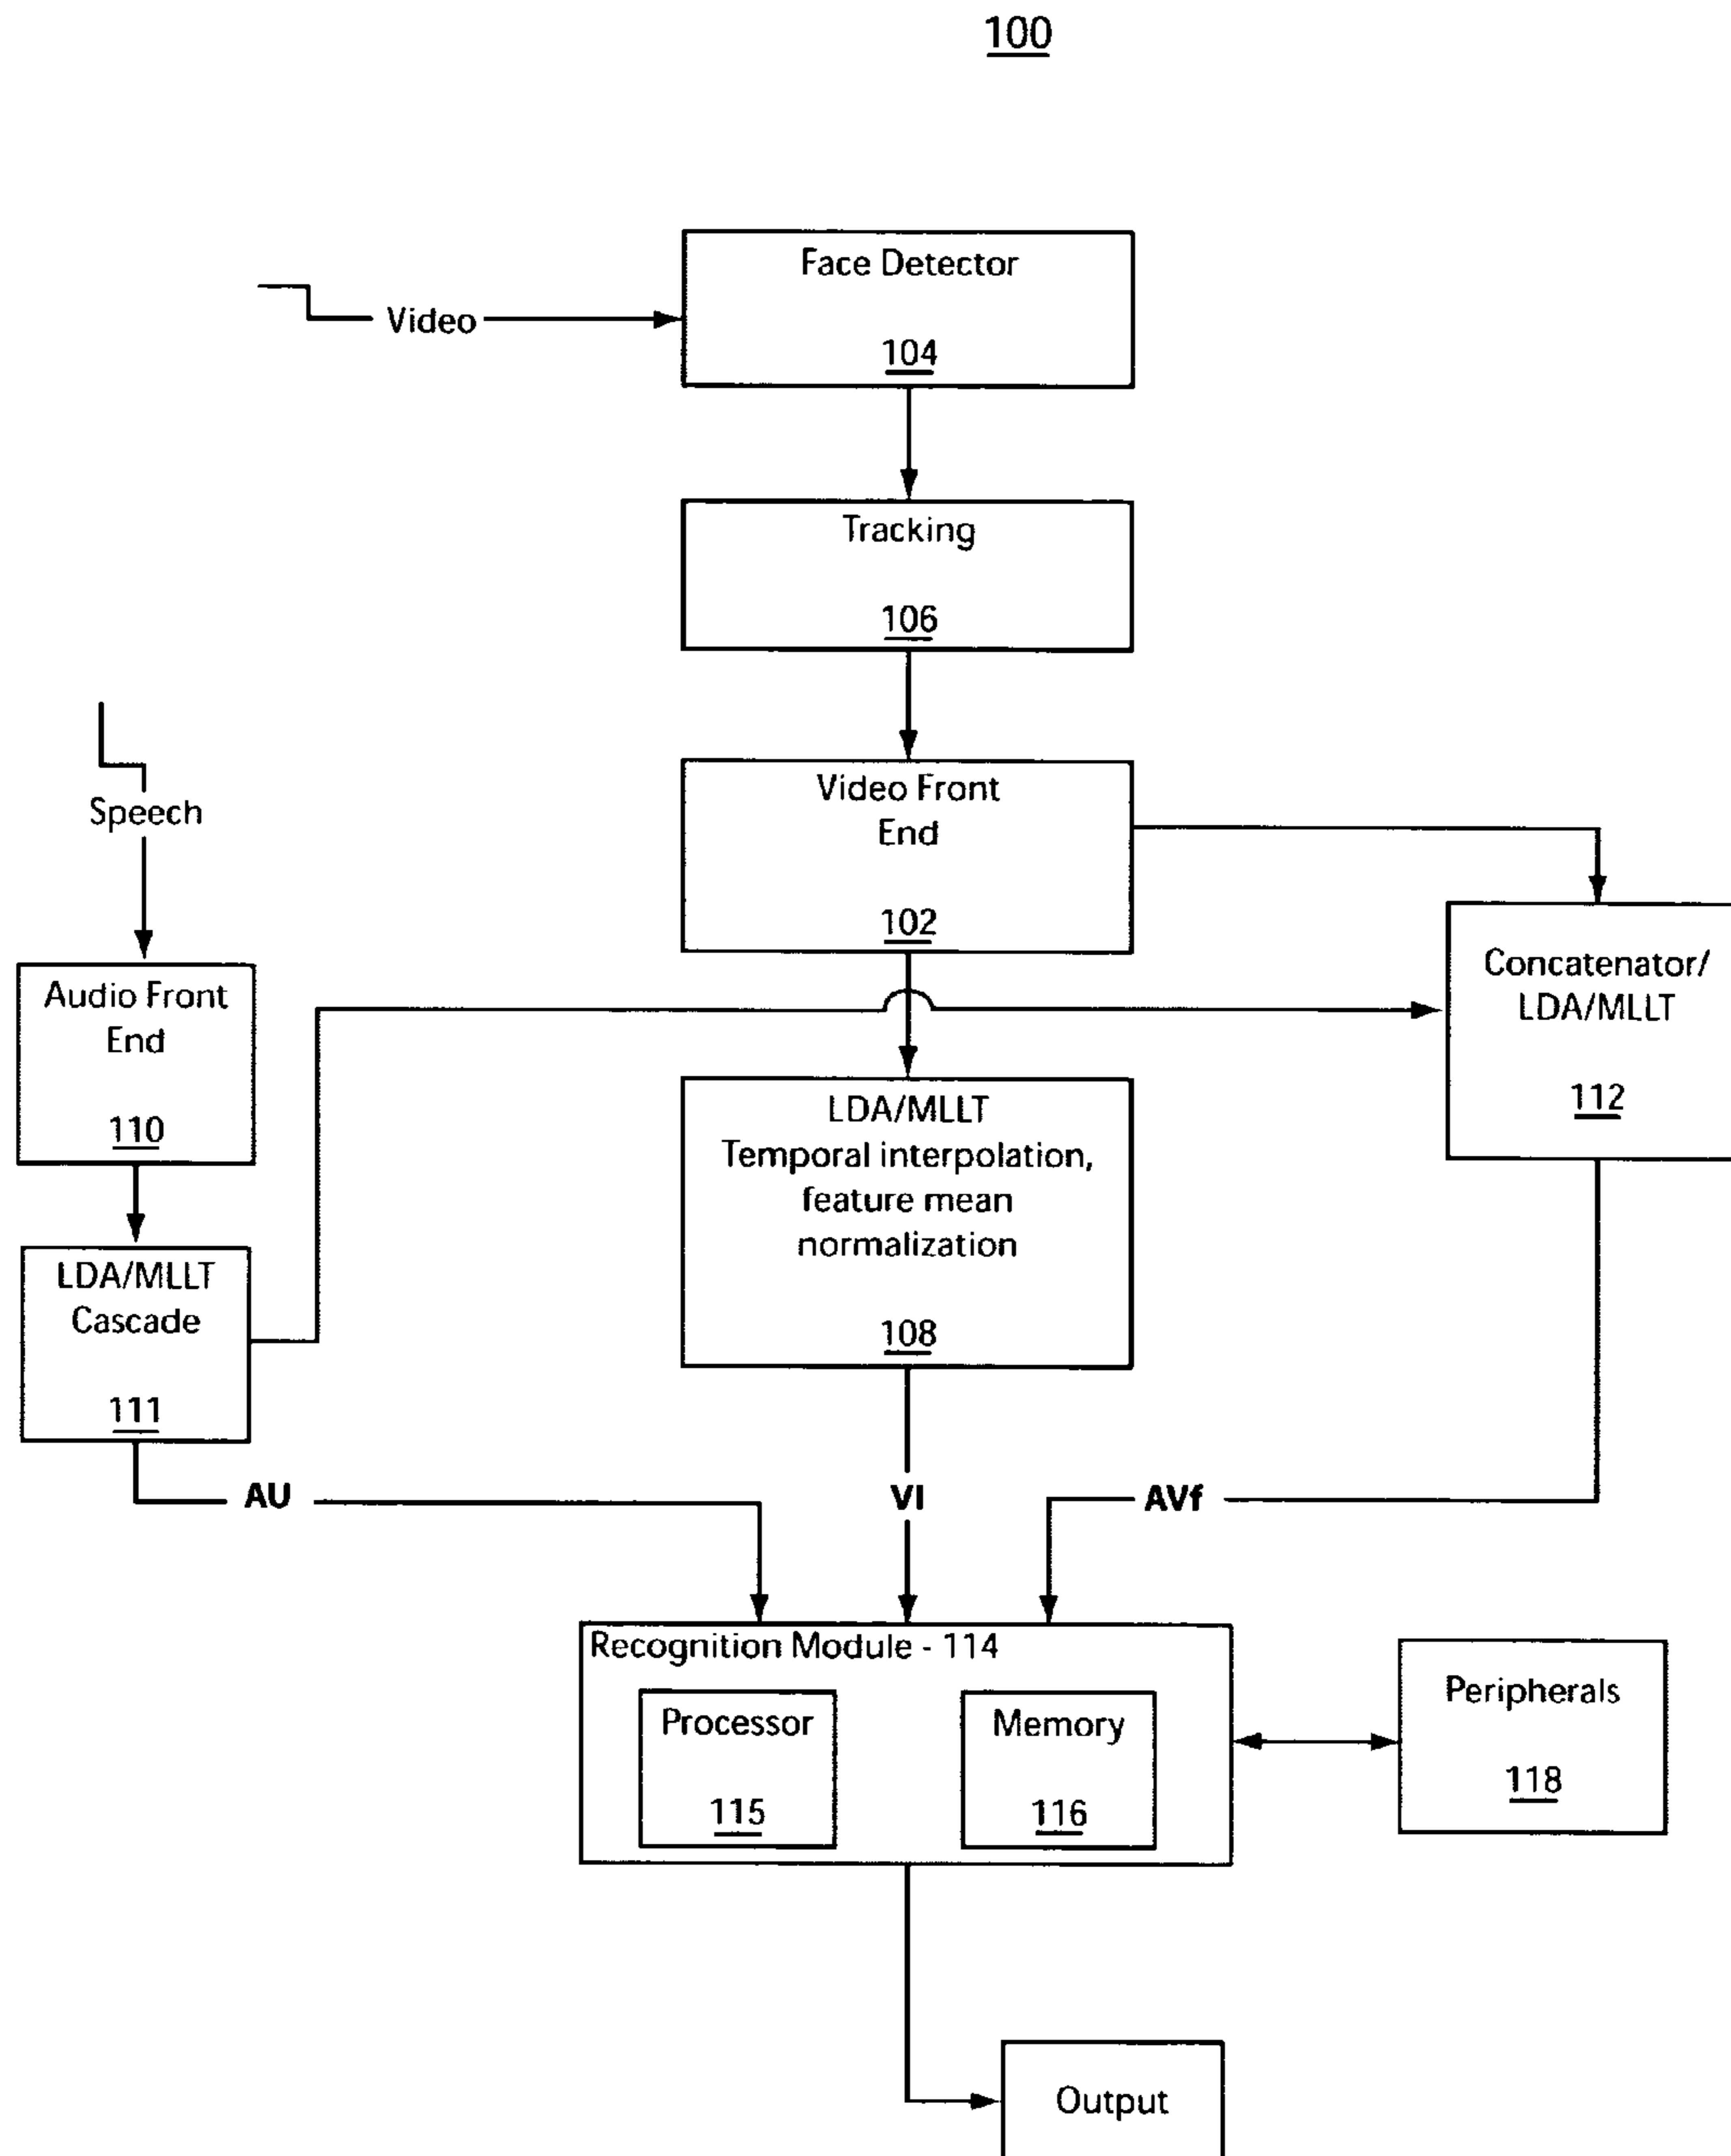 100
Face Detector
104
Video
Tracking
106
Video Front
End
102
Speech
Audio Front
End
110
Concatenator/
LDA/MLLT
112
LDA/MLLT
Temporal interpolation,
feature mean
normalization
108
LDA/MLLT
Cascade
111
AU
VI
AVf
Recognition Module - 114
Processor
115
Memory
116
Peripherals
118
Output